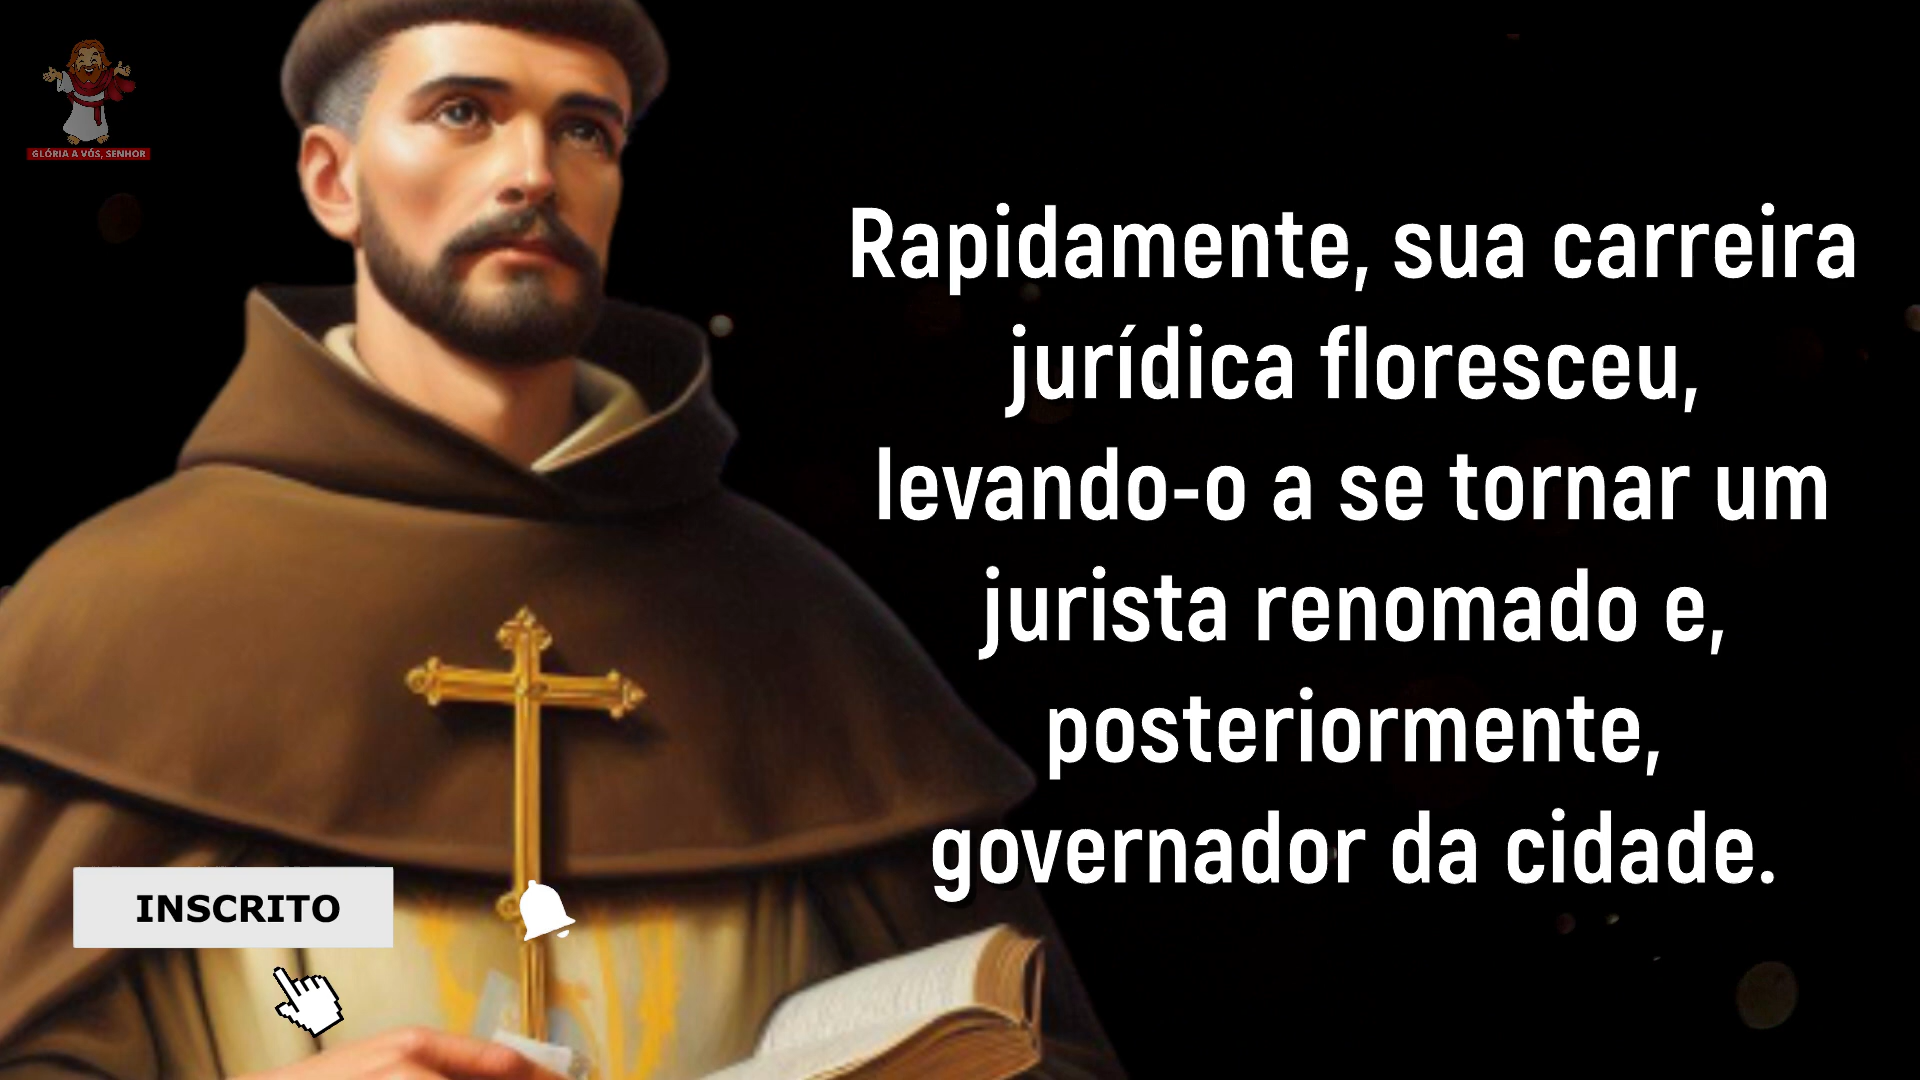 GLÓRIA A VÓS, SENHOR
Rapidamente, sua carreira
jurídica floresceu,
levando-o a se tornar um
jurista renomado e,
posteriormente,
governador da cidade.
INSCRITO